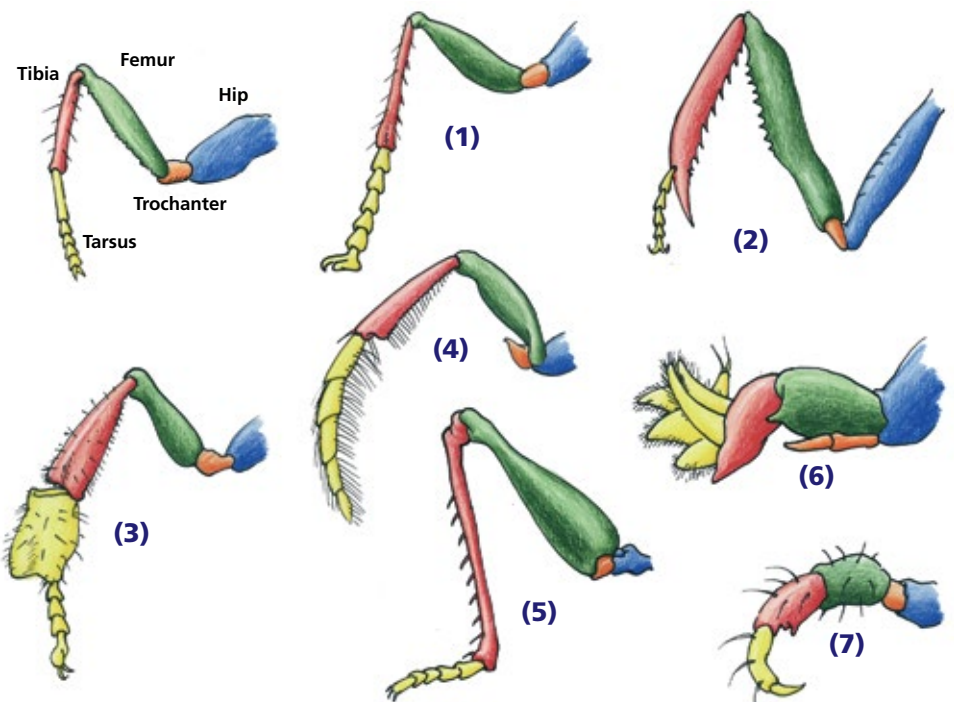 Tibia
Femur
Hip
Trochanter
Tarsus
(1)
(2)
(3)
(4)
(5)
(6)
(7)